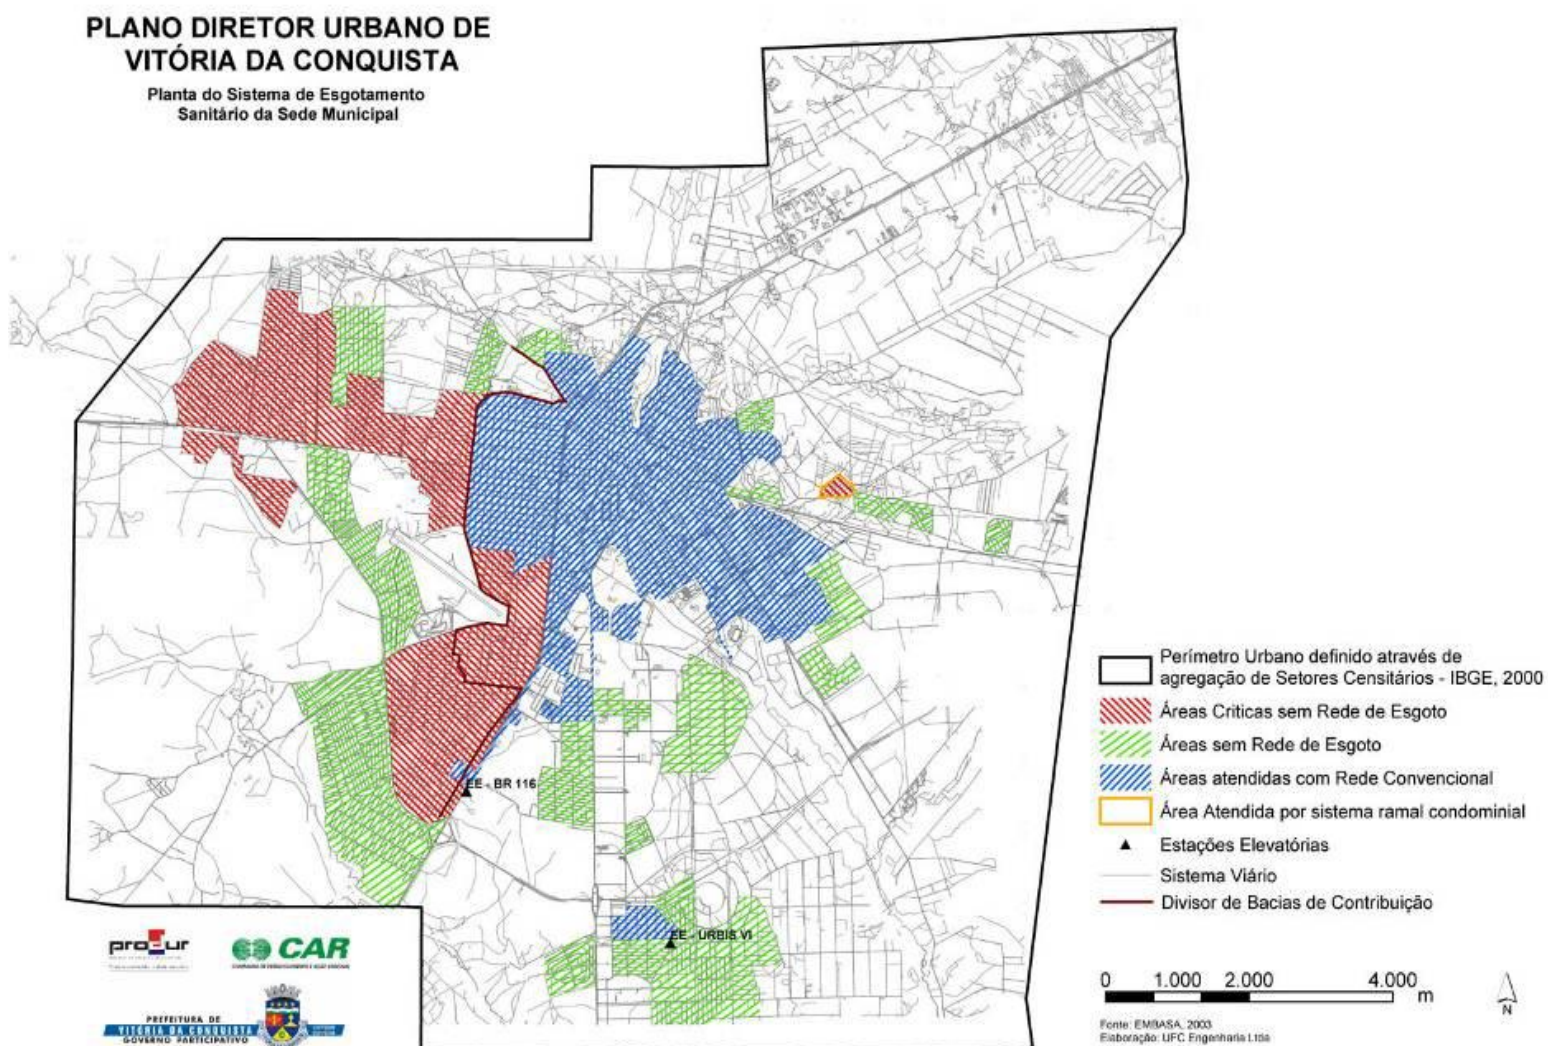 PLANO DIRETOR URBANO DE
VITÓRIA DA CONQUISTA
Planta do Sistema de Esgotamento
Sanitário da Sede Municipal
EE - BR 116
EE - URBIS VI
Perímetro Urbano definido através de
agregação de Setores Censitários - IBGE, 2000
Áreas Criticas sem Rede de Esgoto
Áreas sem Rede de Esgoto
Áreas atendidas com Rede Convencional
Área Atendida por sistema ramal condominial
Estações Elevatórias
Sistema Viário
Divisor de Bacias de Contribuição
produr
CAR
PREFEITURA DE
VITÓRIA DA CONQUISTA
GOVERNO PARTICIPATIVO
0 1.000 2.000 4.000
m
N
Fonte: EMBASA, 2003
Elaboração: UFC Engenharia Ltda